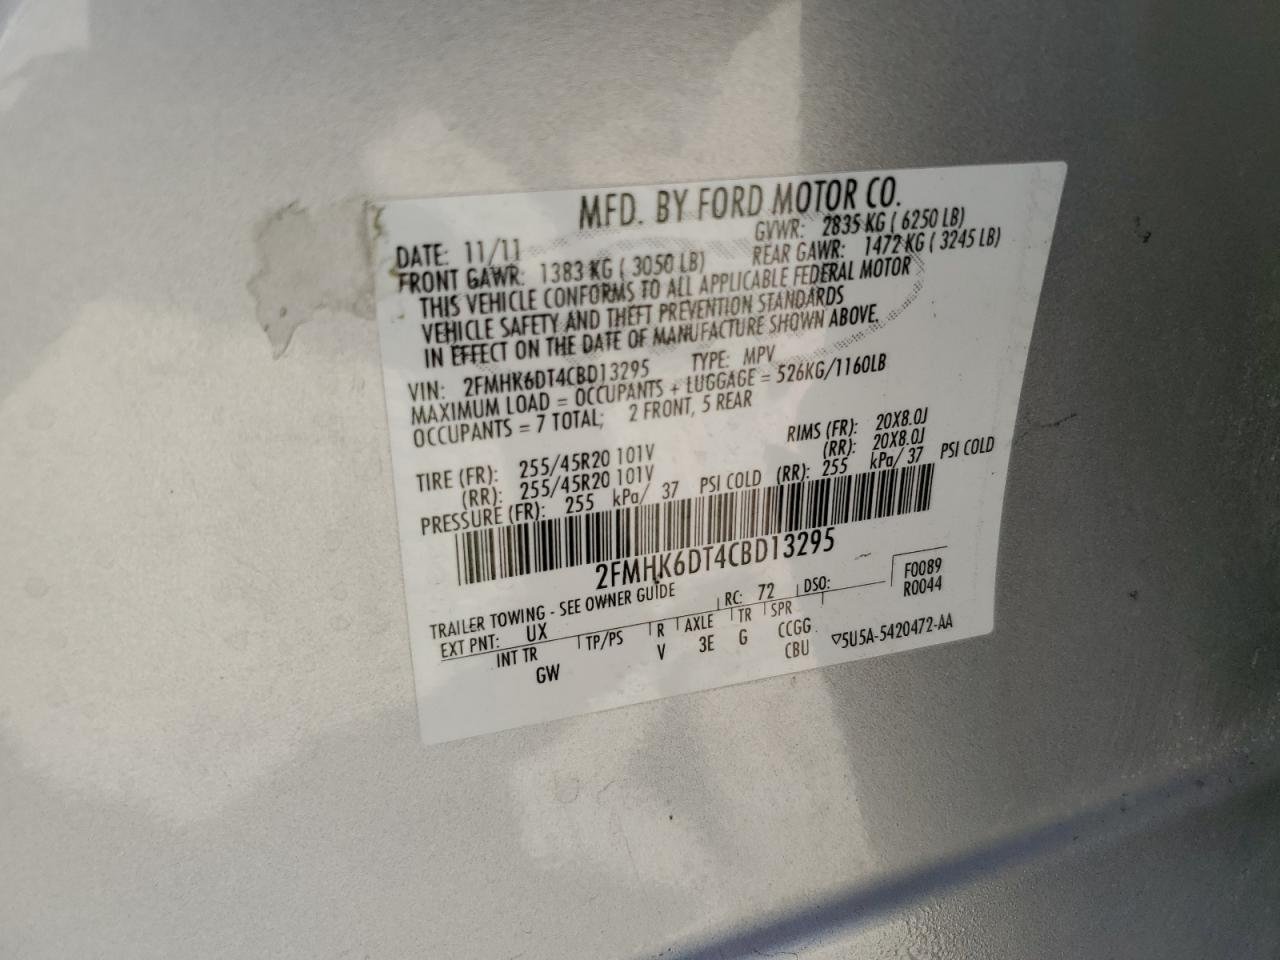 MFD. BY FORD MOTOR CO.
DATE: 11/11 GVWR: 2835 KG ( 6250 LB)
FRONT GAWR: 1383 KG ( 3050 LB) REAR GAWR: 1472 KG ( 3245 LB)
THIS VEHICLE CONFORMS TO ALL APPLICABLE FEDERAL MOTOR
VEHICLE SAFETY AND THEFT PREVENTION STANDARDS
IN EFFECT ON THE DATE OF MANUFACTURE SHOWN ABOVE.
VIN: 2FMHK6DT4CBD13295 TYPE: MPV
MAXIMUM LOAD = OCCUPANTS + LUGGAGE = 526KG/1160LB
OCCUPANTS = 7 TOTAL; 2 FRONT, 5 REAR
TIRE (FR): 255/45R20 101V RIMS (FR): 20X8.0J
(RR): 255/45R20 101V (RR): 20X8.0J
PRESSURE (FR): 255 kPa/ 37 PSI COLD (RR): 255 kPa/ 37 PSI COLD
2FMHK6DT4CBD13295
TRAILER TOWING - SEE OWNER GUIDE
EXT PNT: UX RC: 72 DSO: F0089
R0044
INT TR TP/PS R AXLE TR SPR
GW V 3E G CCGG
CBU
▽5U5A-5420472-AA